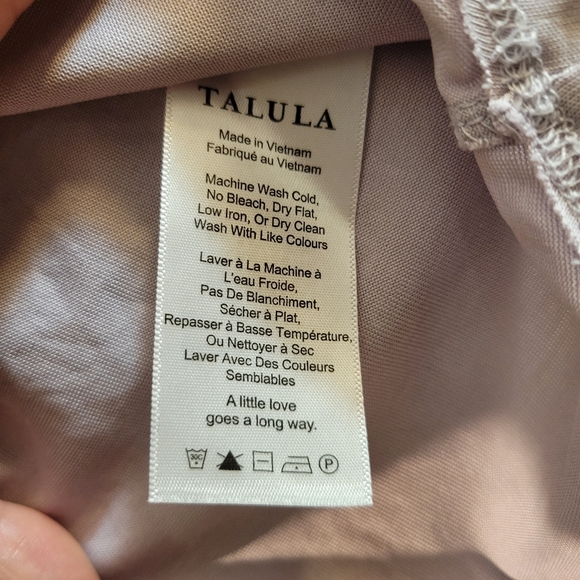 TALULA
Made in Vietnam
Fabriqué au Vietnam
Machine Wash Cold,
No Bleach, Dry Flat,
Low Iron, Or Dry Clean
Wash With Like Colours
Laver à La Machine à
L'eau Froide,
Pas De Blanchiment,
Sécher à Plat,
Repasser à Basse Température,
Ou Nettoyer à Sec
Laver Avec Des Couleurs
Semblables
A little love
goes a long way.
30C P